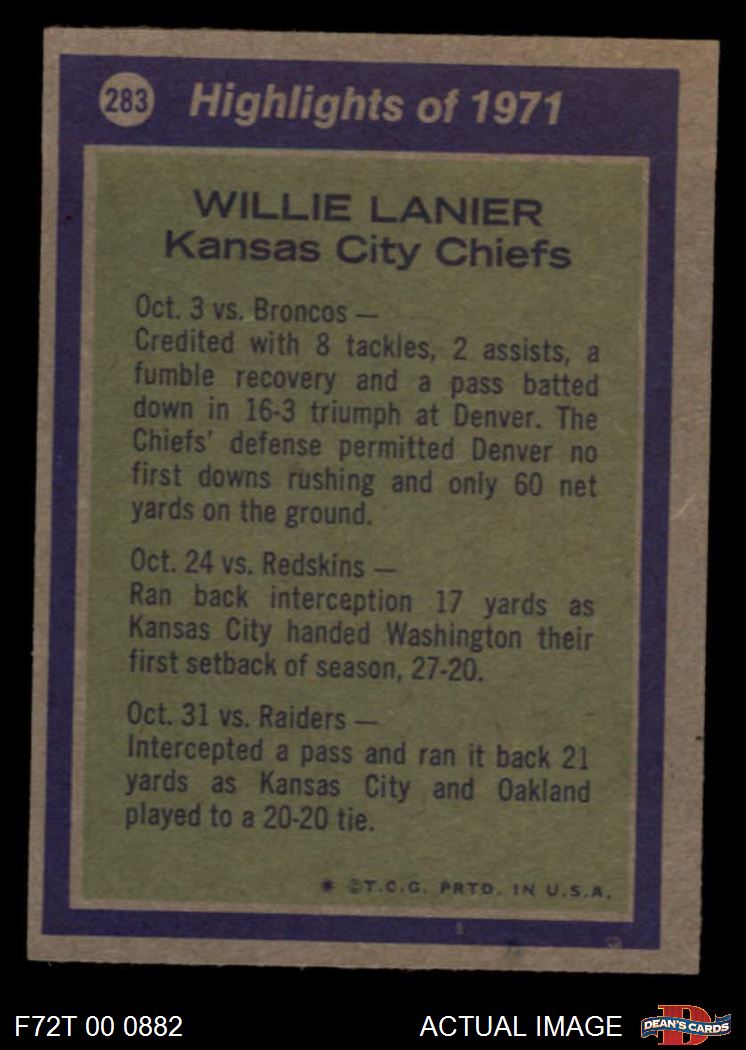 283 Highlights of 1971
WILLIE LANIER
Kansas City Chiefs
Oct. 3 vs. Broncos —
Credited with 8 tackles, 2 assists, a
fumble recovery and a pass batted
down in 16-3 triumph at Denver. The
Chiefs' defense permitted Denver no
first downs rushing and only 60 net
yards on the ground.
Oct. 24 vs. Redskins —
Ran back interception 17 yards as
Kansas City handed Washington their
first setback of season, 27-20.
Oct. 31 vs. Raiders —
Intercepted a pass and ran it back 21
yards as Kansas City and Oakland
played to a 20-20 tie.
* ©T.C.G. PRTD. IN U.S.A.
F72T 00 0882 ACTUAL IMAGE D DEAN'S CARDS